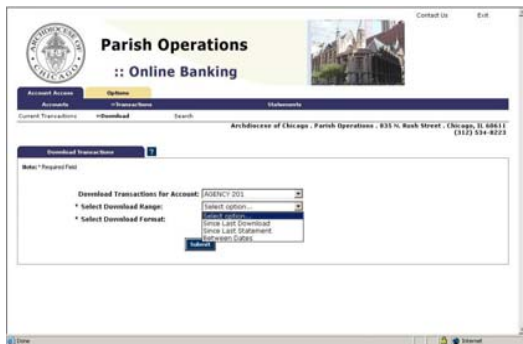 Contact Us Exit
ARCHDIOCESE OF CHICAGO
Parish Operations
:: Online Banking
Account Access Options
Accounts »Transactions Statements
Current Transactions »Download Search
Archdiocese of Chicago . Parish Operations . 835 N. Rush Street . Chicago, IL 60611
(312) 534-8223
Download Transactions ?
Note: * Required Field
Download Transactions for Account: AGENCY 201
* Select Download Range: Select option...
Select option...
* Select Download Format:
Since Last Download
Since Last Statement
Between Dates
Submit
Done Internet